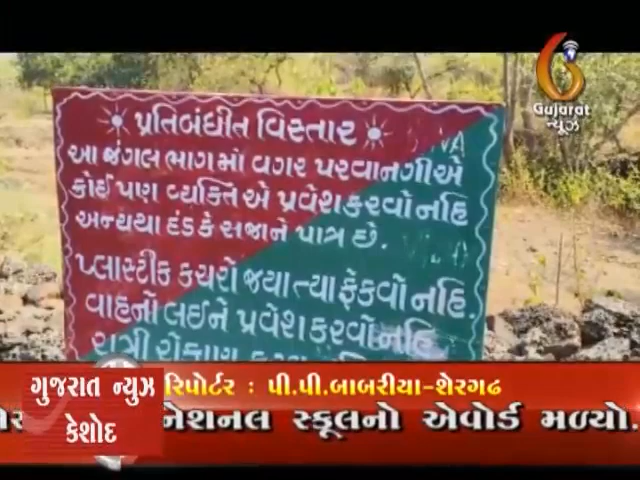 Gujarat
ન્યૂઝ
પ્રતિબંધીત વિસ્તાર
આ જંગલ ભાગમાં વગર પરવાનગીએ
કોઈ પણ વ્યક્તિ એ પ્રવેશ કરવો નહિ
અન્યથા દંડ કે સજાને પાત્ર છે.
પ્લાસ્ટીક કચરો જ્યા ત્યા ફેંકવો નહિ.
વાહનો લઈને પ્રવેશ કરવો નહિ
રાત્રી રોકાણ
ગુજરાત ન્યુઝ
કેશોદ
રિપોર્ટર : પી.પી.બાબરીયા-શેરગઢ
નેશનલ સ્કૂલનો એવોર્ડ મળ્યો.